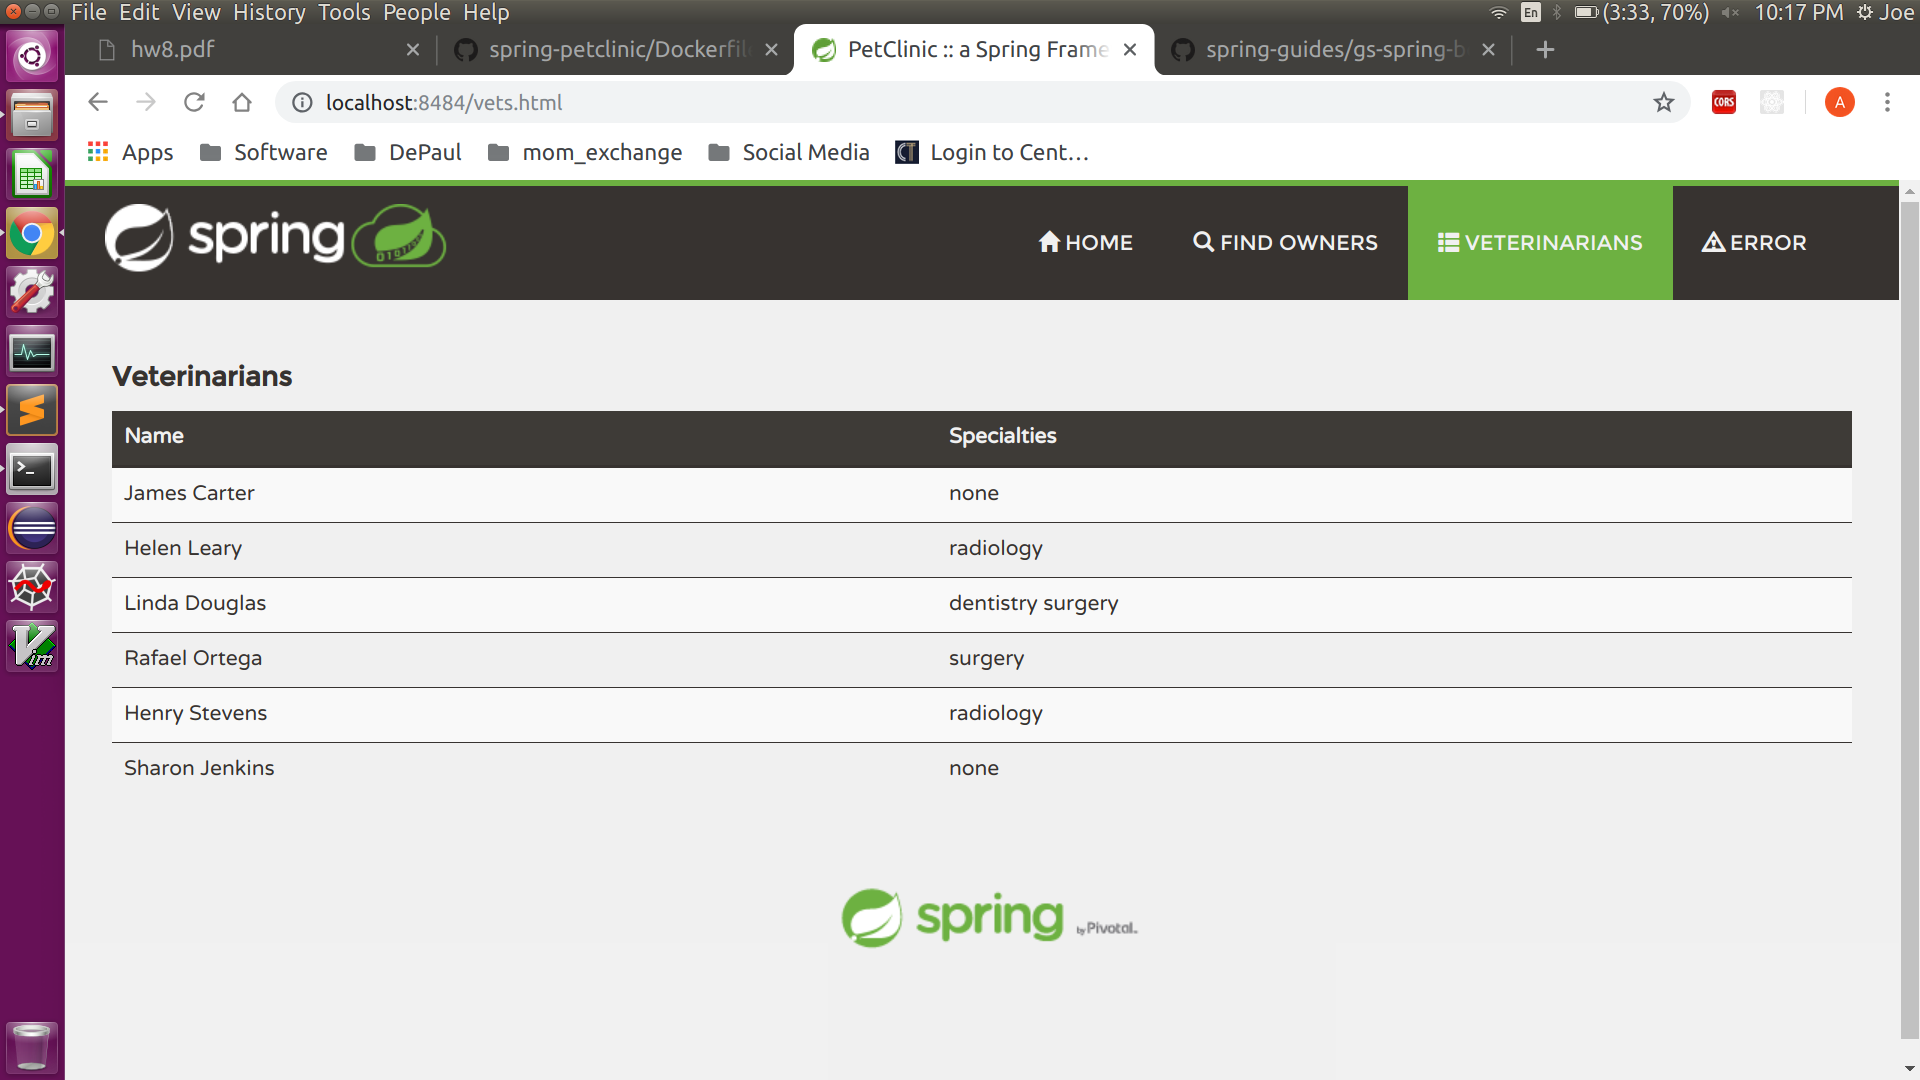 File Edit View History Tools People Help
En (3:33, 70%) 10:17 PM Joe
hw8.pdf spring-petclinic/Dockerfil PetClinic :: a Spring Frame spring-guides/gs-spring-b
localhost:8484/vets.html CORS A
Apps Software DePaul mom_exchange Social Media CT Login to Cent…
spring HOME FIND OWNERS VETERINARIANS ERROR
Veterinarians
Name Specialties
James Carter none
Helen Leary radiology
Linda Douglas dentistry surgery
Rafael Ortega surgery
Henry Stevens radiology
Sharon Jenkins none
spring by Pivotal
Vim